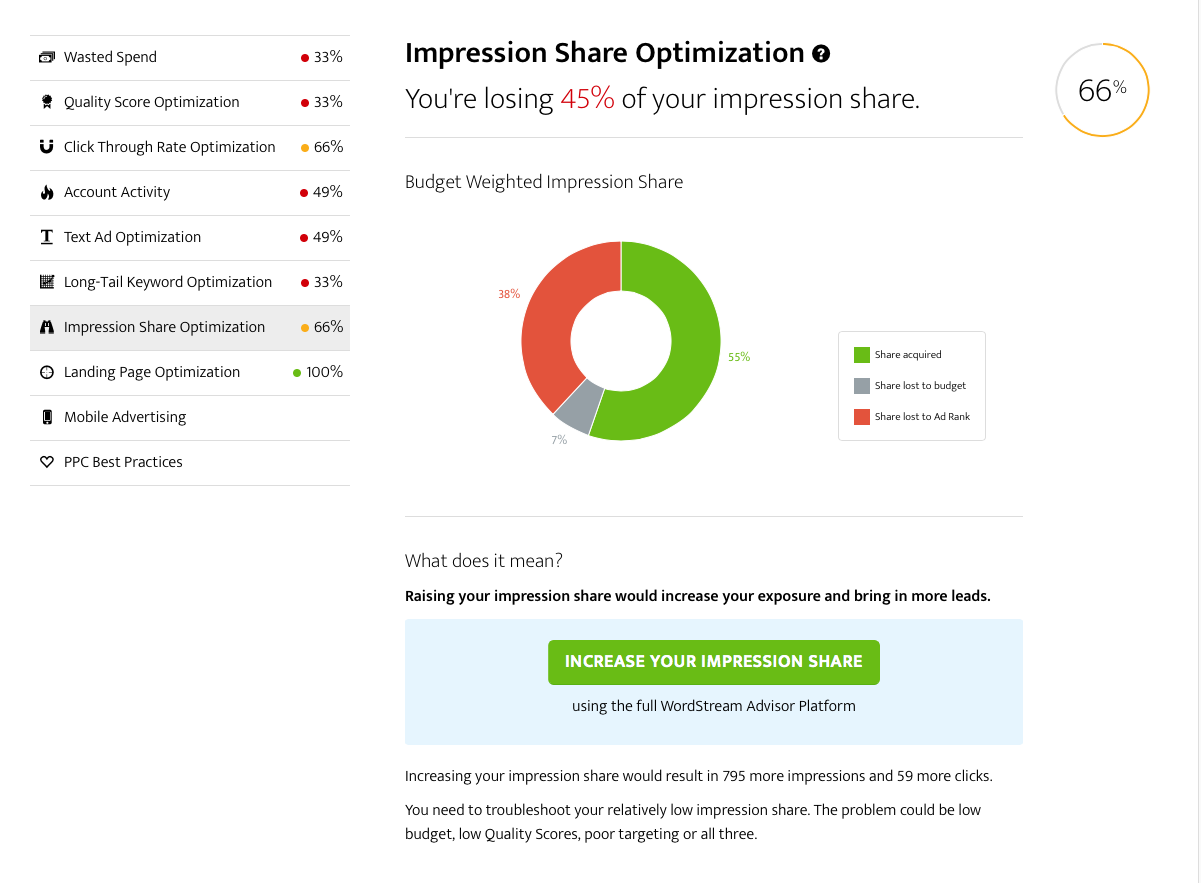 Wasted Spend 33%
Quality Score Optimization 33%
Click Through Rate Optimization 66%
Account Activity 49%
Text Ad Optimization 49%
Long-Tail Keyword Optimization 33%
Impression Share Optimization 66%
Landing Page Optimization 100%
Mobile Advertising
PPC Best Practices
Impression Share Optimization ?
You're losing 45% of your impression share.
66%
Budget Weighted Impression Share
38%
55%
7%
Share acquired
Share lost to budget
Share lost to Ad Rank
What does it mean?
Raising your impression share would increase your exposure and bring in more leads.
INCREASE YOUR IMPRESSION SHARE
using the full WordStream Advisor Platform
Increasing your impression share would result in 795 more impressions and 59 more clicks.
You need to troubleshoot your relatively low impression share. The problem could be low
budget, low Quality Scores, poor targeting or all three.